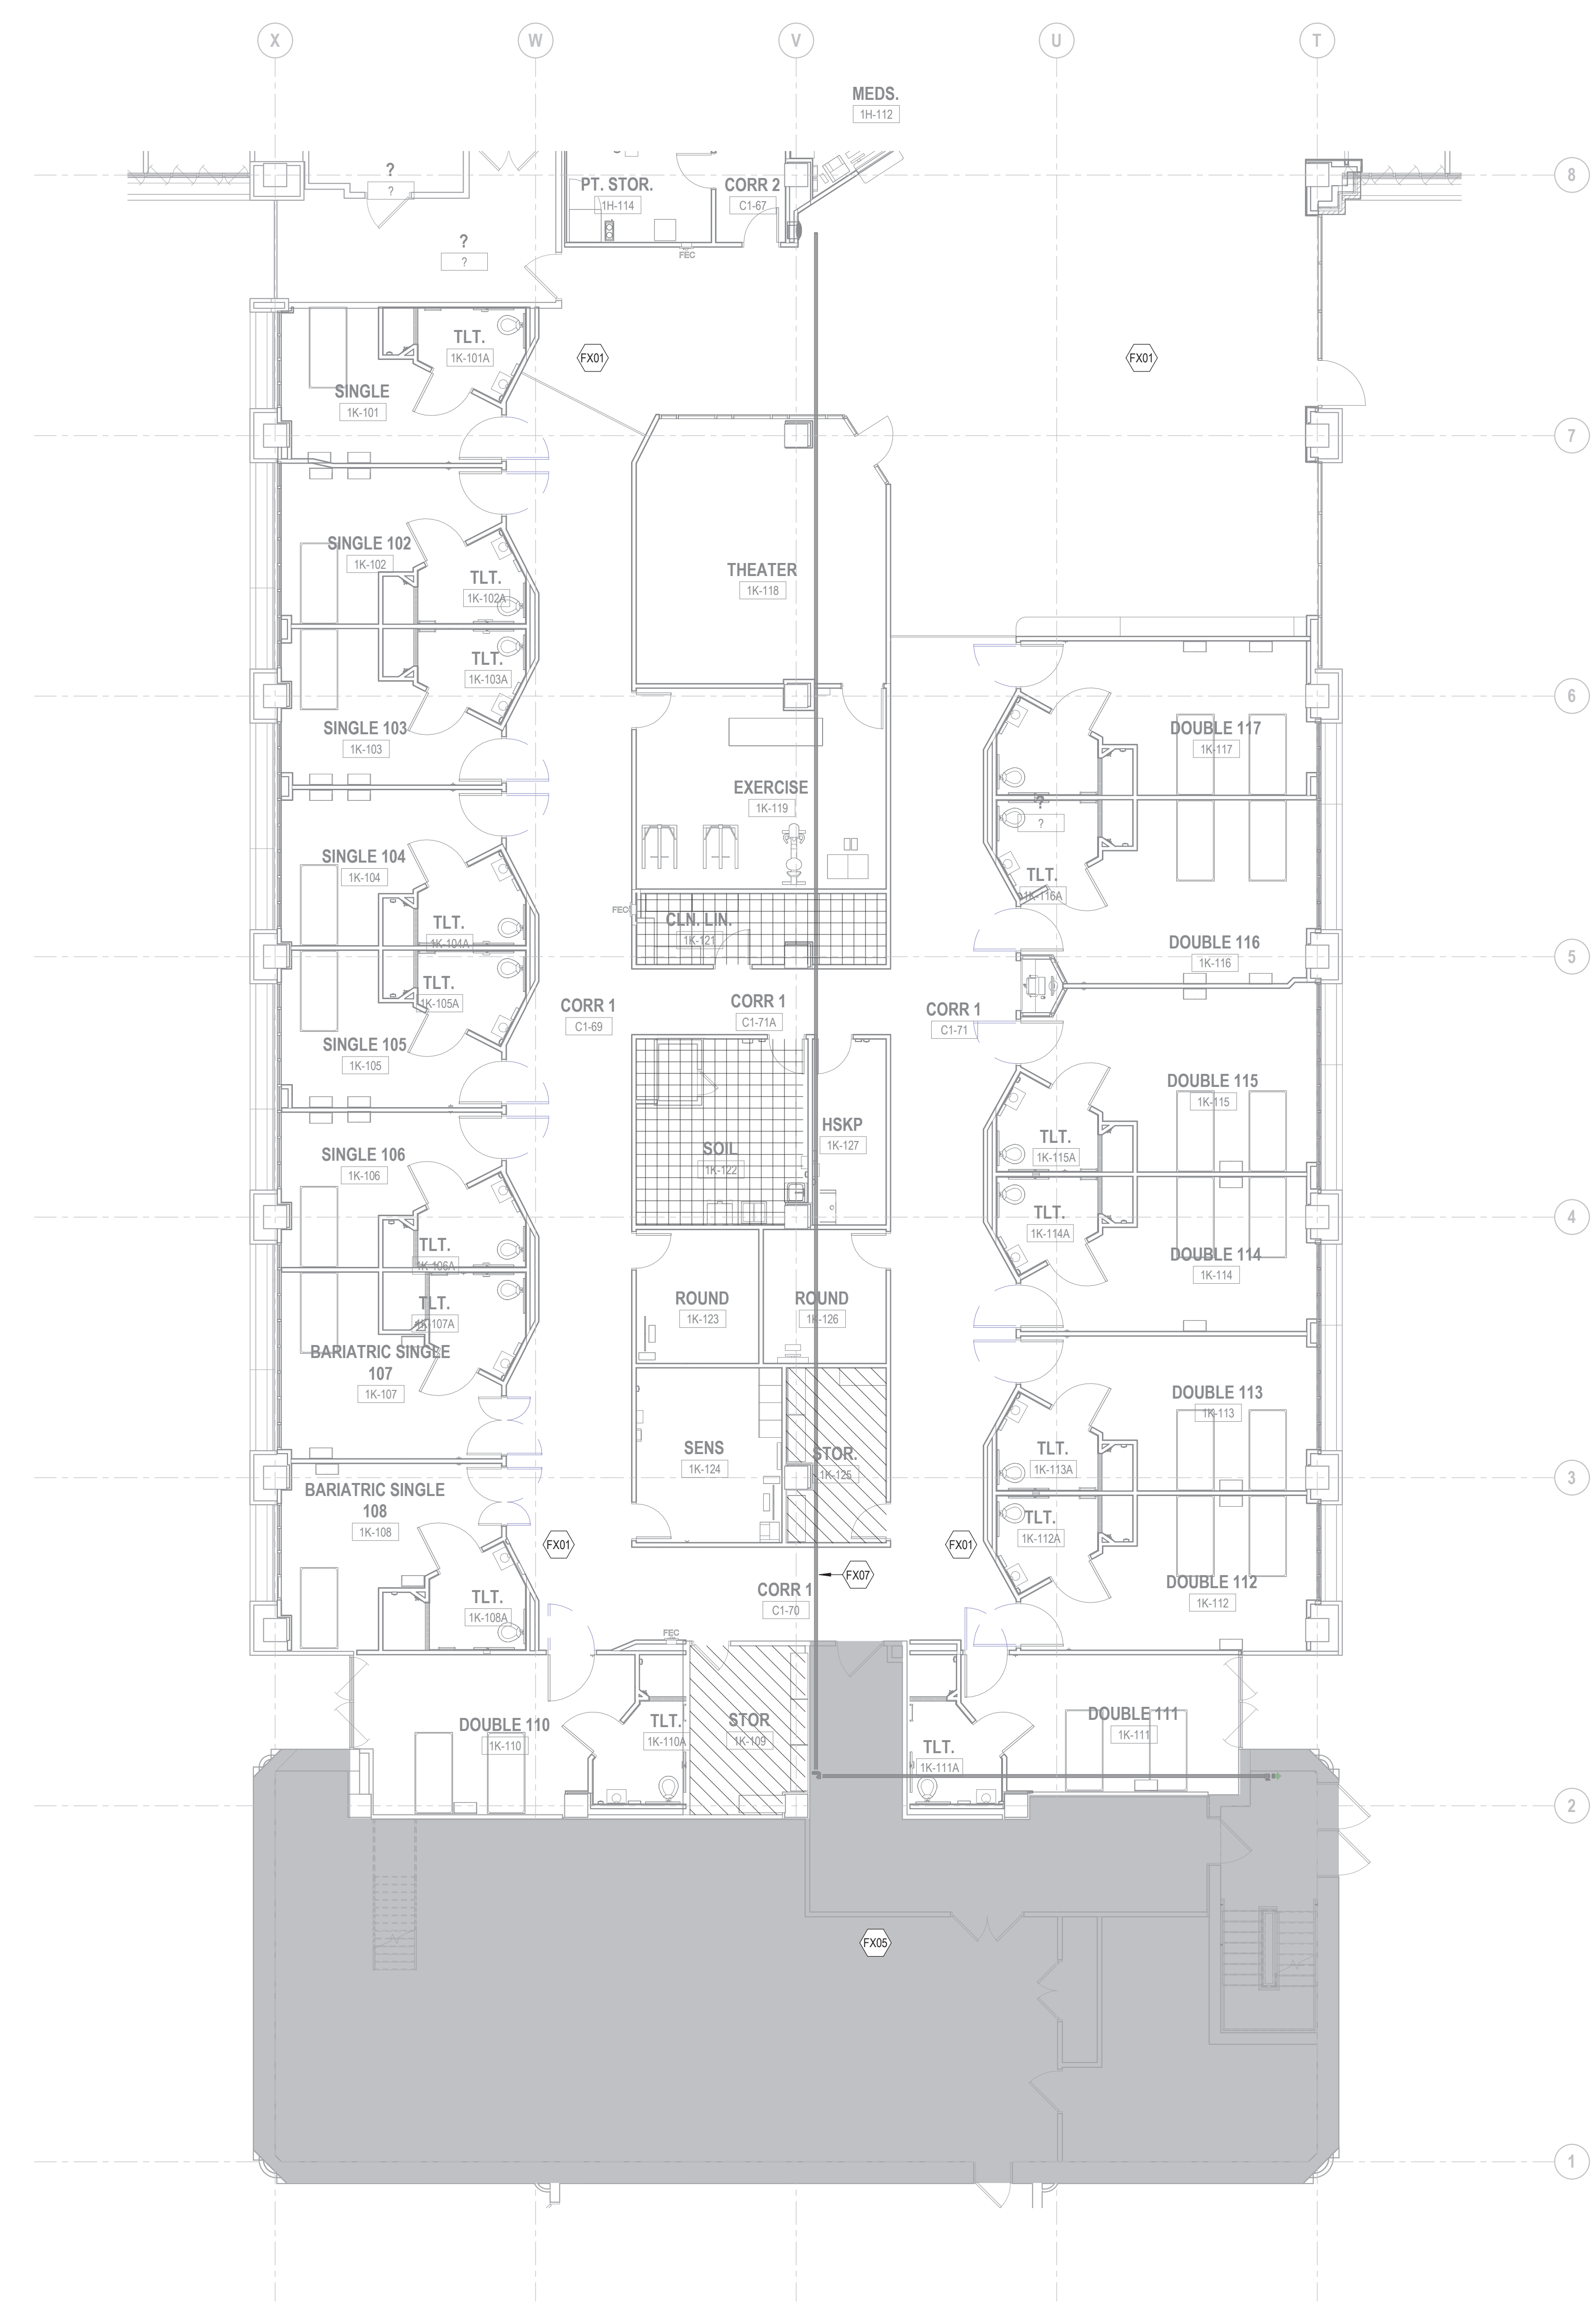 X
W
V
U
T
MEDS.
1H-112
8
?
?
PT. STOR.
1H-114
CORR 2
C1-67
?
?
FEC
TLT.
1K-101A
FX01
FX01
SINGLE
1K-101
7
SINGLE 102
1K-102
TLT.
1K-102A
THEATER
1K-118
TLT.
1K-103A
6
SINGLE 103
1K-103
DOUBLE 117
1K-117
EXERCISE
1K-119
?
?
SINGLE 104
1K-104
TLT.
1K-116A
FEC
TLT.
1K-104A
CLN. LIN.
1K-121
DOUBLE 116
1K-116
5
TLT.
1K-105A
CORR 1
C1-69
CORR 1
C1-71A
CORR 1
C1-71
SINGLE 105
1K-105
DOUBLE 115
1K-115
HSKP
1K-127
SOIL
1K-122
TLT.
1K-115A
SINGLE 106
1K-106
TLT.
1K-114A
4
TLT.
1K-106A
DOUBLE 114
1K-114
TLT.
1K-107A
ROUND
1K-123
ROUND
1K-126
BARIATRIC SINGLE
107
1K-107
DOUBLE 113
1K-113
SENS
1K-124
STOR.
1K-125
TLT.
1K-113A
3
BARIATRIC SINGLE
108
1K-108
TLT.
1K-112A
FX01
FX01
FX07
CORR 1
C1-70
DOUBLE 112
1K-112
TLT.
1K-108A
FEC
DOUBLE 110
1K-110
TLT.
1K-110A
STOR
1K-109
DOUBLE 111
1K-111
TLT.
1K-111A
2
FX05
1